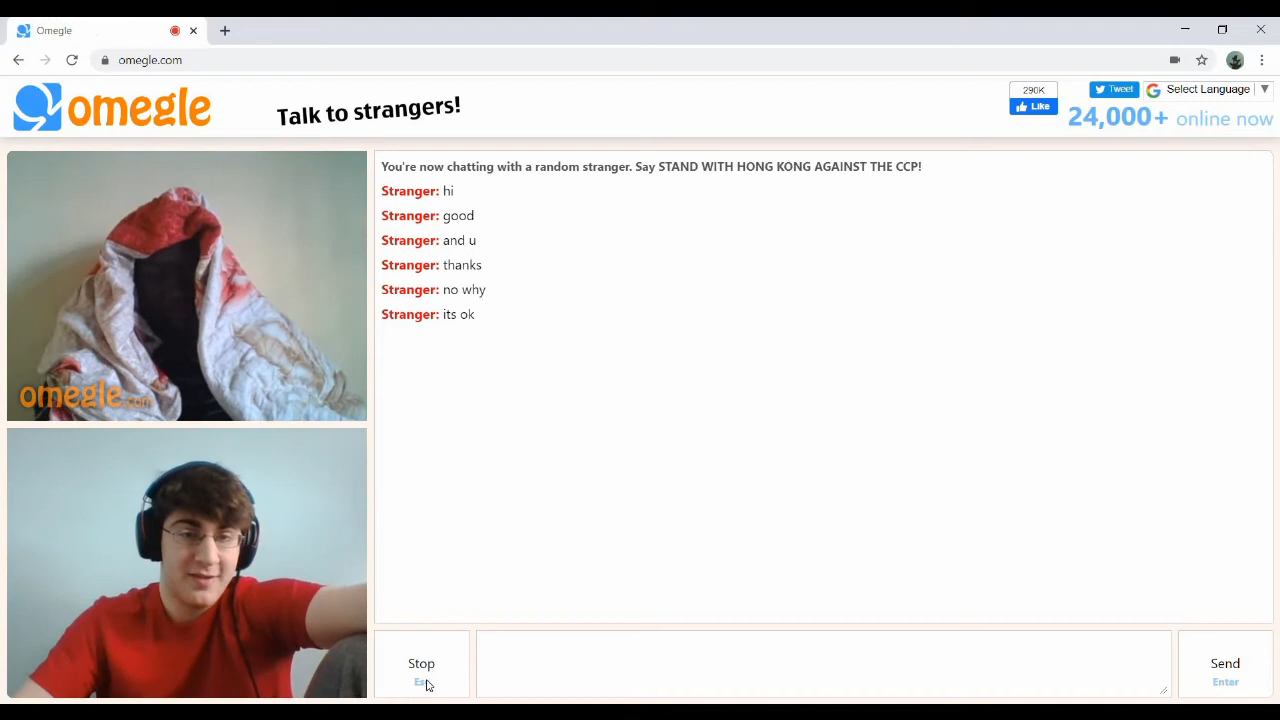 Omegle
omegle.com
omegle
Talk to strangers!
290K
Like
Tweet
Select Language
24,000+ online now
You're now chatting with a random stranger. Say STAND WITH HONG KONG AGAINST THE CCP!
Stranger: hi
Stranger: good
Stranger: and u
Stranger: thanks
Stranger: no why
Stranger: its ok
omegle.com
Stop
Send
Enter